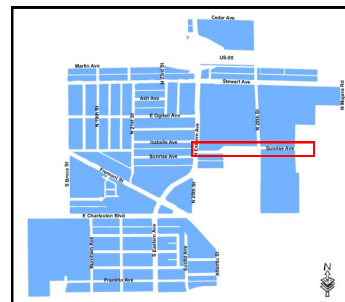 Cedar Ave
US-95
Martin Ave
N 23rd St
Stewart Ave
N Mojave Rd
Ash Ave
N 19th St
N 21st St
E Ogden Ave
N Eastern Ave
N 28th St
Isabelle Ave
Sunrise Ave
Sunrise Ave
Fremont St
S Bruce St
N 25th St
E Charleston Blvd
Burnham Ave
S Eastern Ave
Atlantic St
Franklin Ave
N